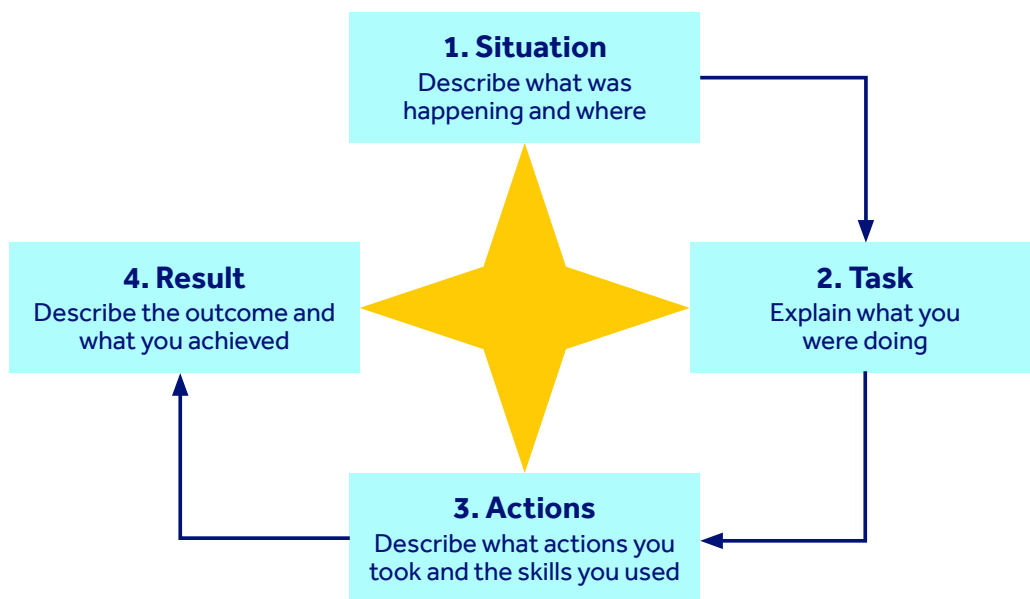 1. Situation
Describe what was
happening and where
2. Task
Explain what you
were doing
3. Actions
Describe what actions you
took and the skills you used
4. Result
Describe the outcome and
what you achieved